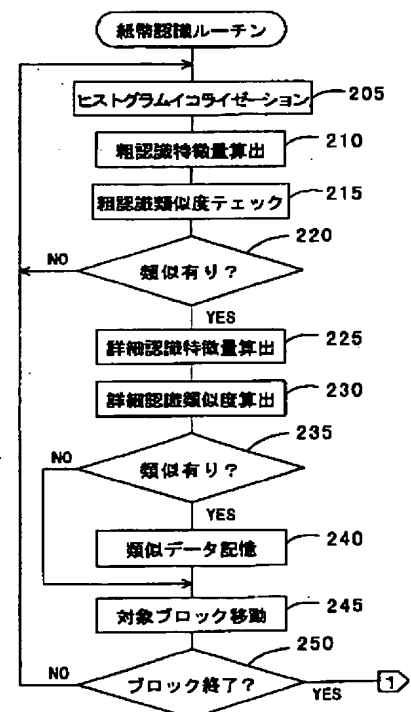 紙幣認識ルーチン
ヒストグラムイコライゼーション
205
粗認識特徴量算出
210
粗認識類似度テェック
215
220
類似有り？
NO
YES
詳細認識特徴量算出
225
詳細認識類似度算出
230
235
類似有り？
NO
YES
類似データ記憶
240
対象ブロック移動
245
250
ブロック終了？
NO
YES
1